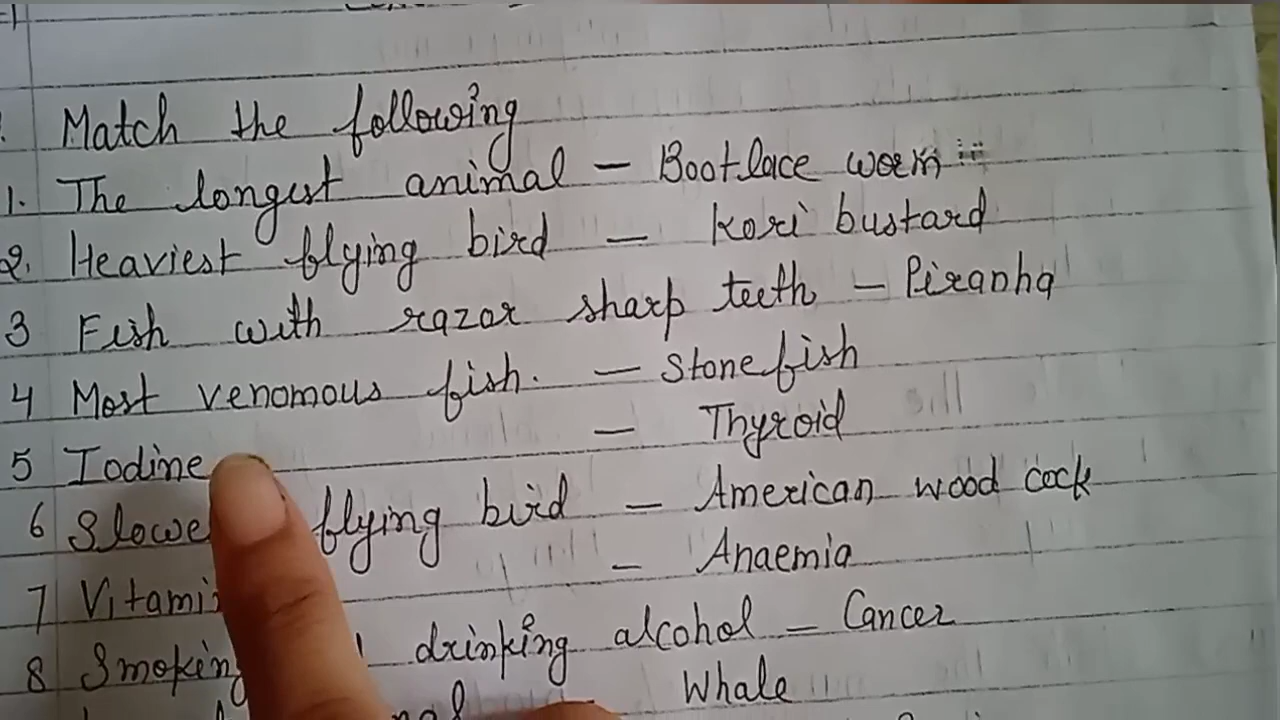 Match the following
1. The longest animal — Bootlace worm
2. Heaviest flying bird — Kori bustard
3 Fish with razor sharp teeth — Piranha
4 Most venomous fish. — Stone fish
5 Iodine — Thyroid
6 flying bird — American wood cock
7 — Anaemia
8 drinking alcohol — Cancer
Whale